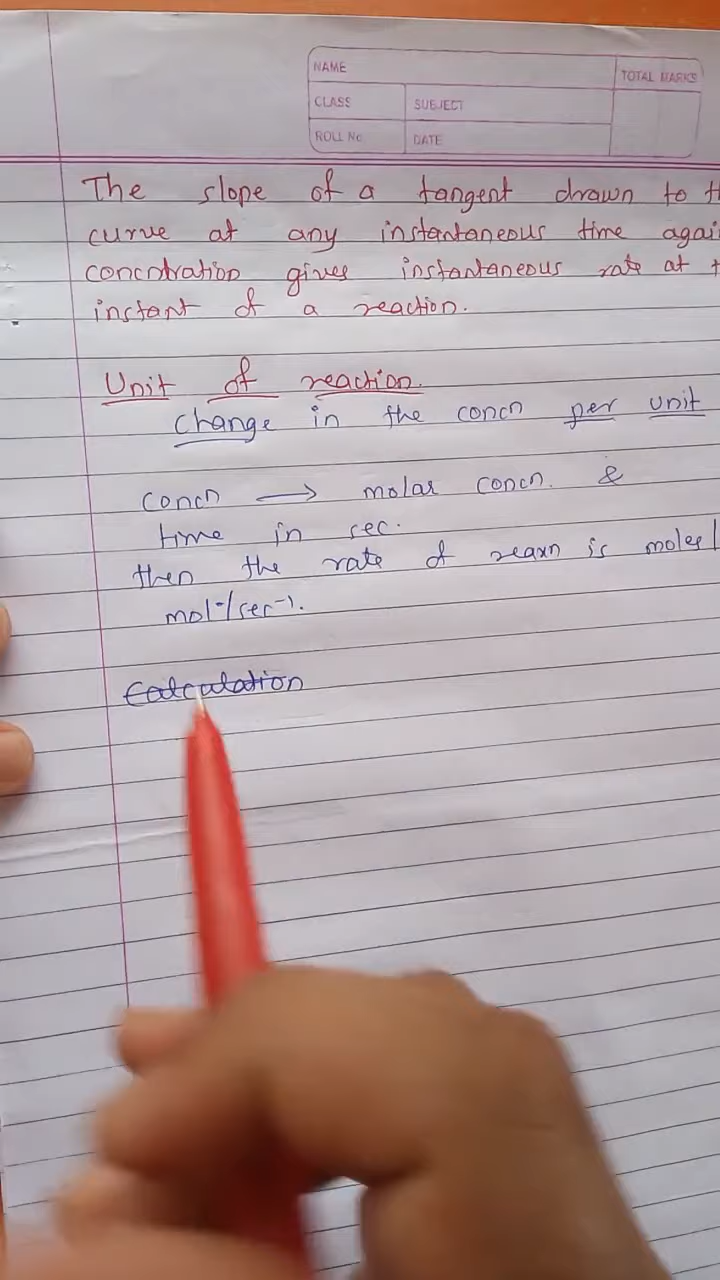 NAME
TOTAL MARKS
CLASS
SUBJECT
ROLL No
DATE
The slope of a tangent drawn to th
curve at any instantaneous time agai
concntration gives instantaneous rate at t
instant of a reaction.
Unit of reaction.
change in the concn per unit
concn → molar concn. &
time in sec.
then the rate of reaxn is moles/
mol-/sec-1.
Calculation